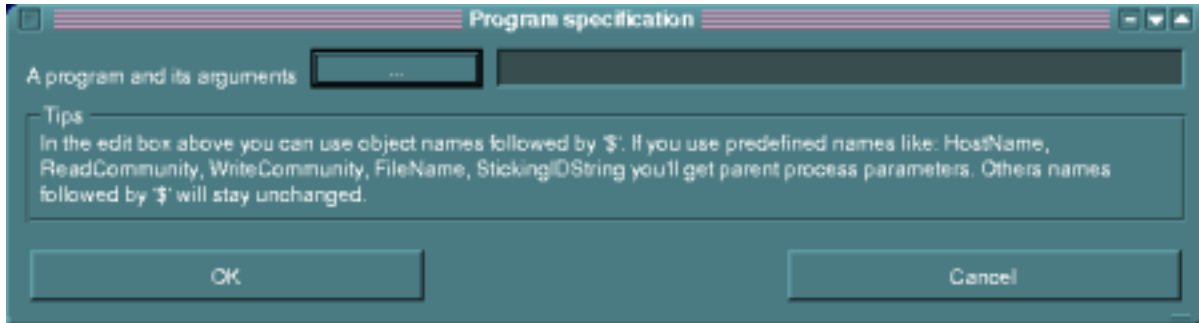 Program specification
A program and its arguments ...
Tips
In the edit box above you can use object names followed by '$'. If you use predefined names like: HostName,
ReadCommunity, WriteCommunity, FileName, StickingIDString you'll get parent process parameters. Others names
followed by '$' will stay unchanged.
OK Cancel